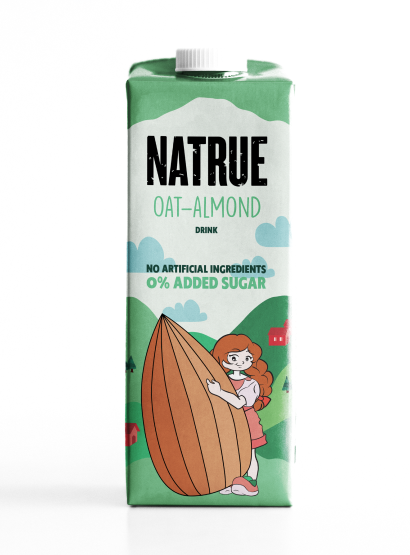 NATRUE
OAT-ALMOND
DRINK
NO ARTIFICIAL INGREDIENTS
0% ADDED SUGAR